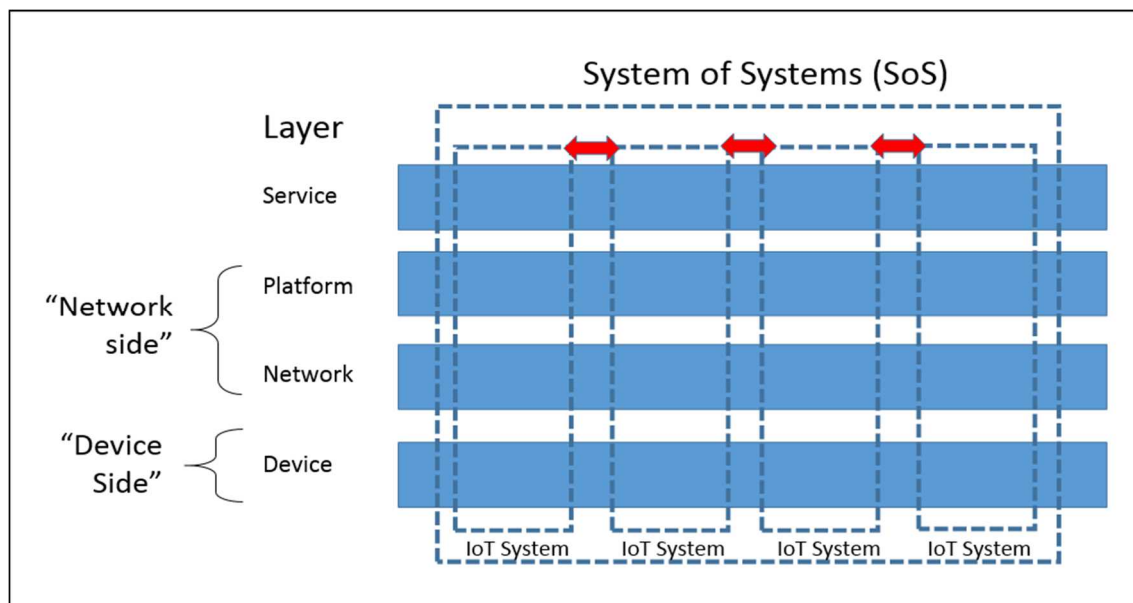 System of Systems (SoS)
Layer
Service
Platform
“Network
side”
Network
“Device
Side”
Device
IoT System
IoT System
IoT System
IoT System